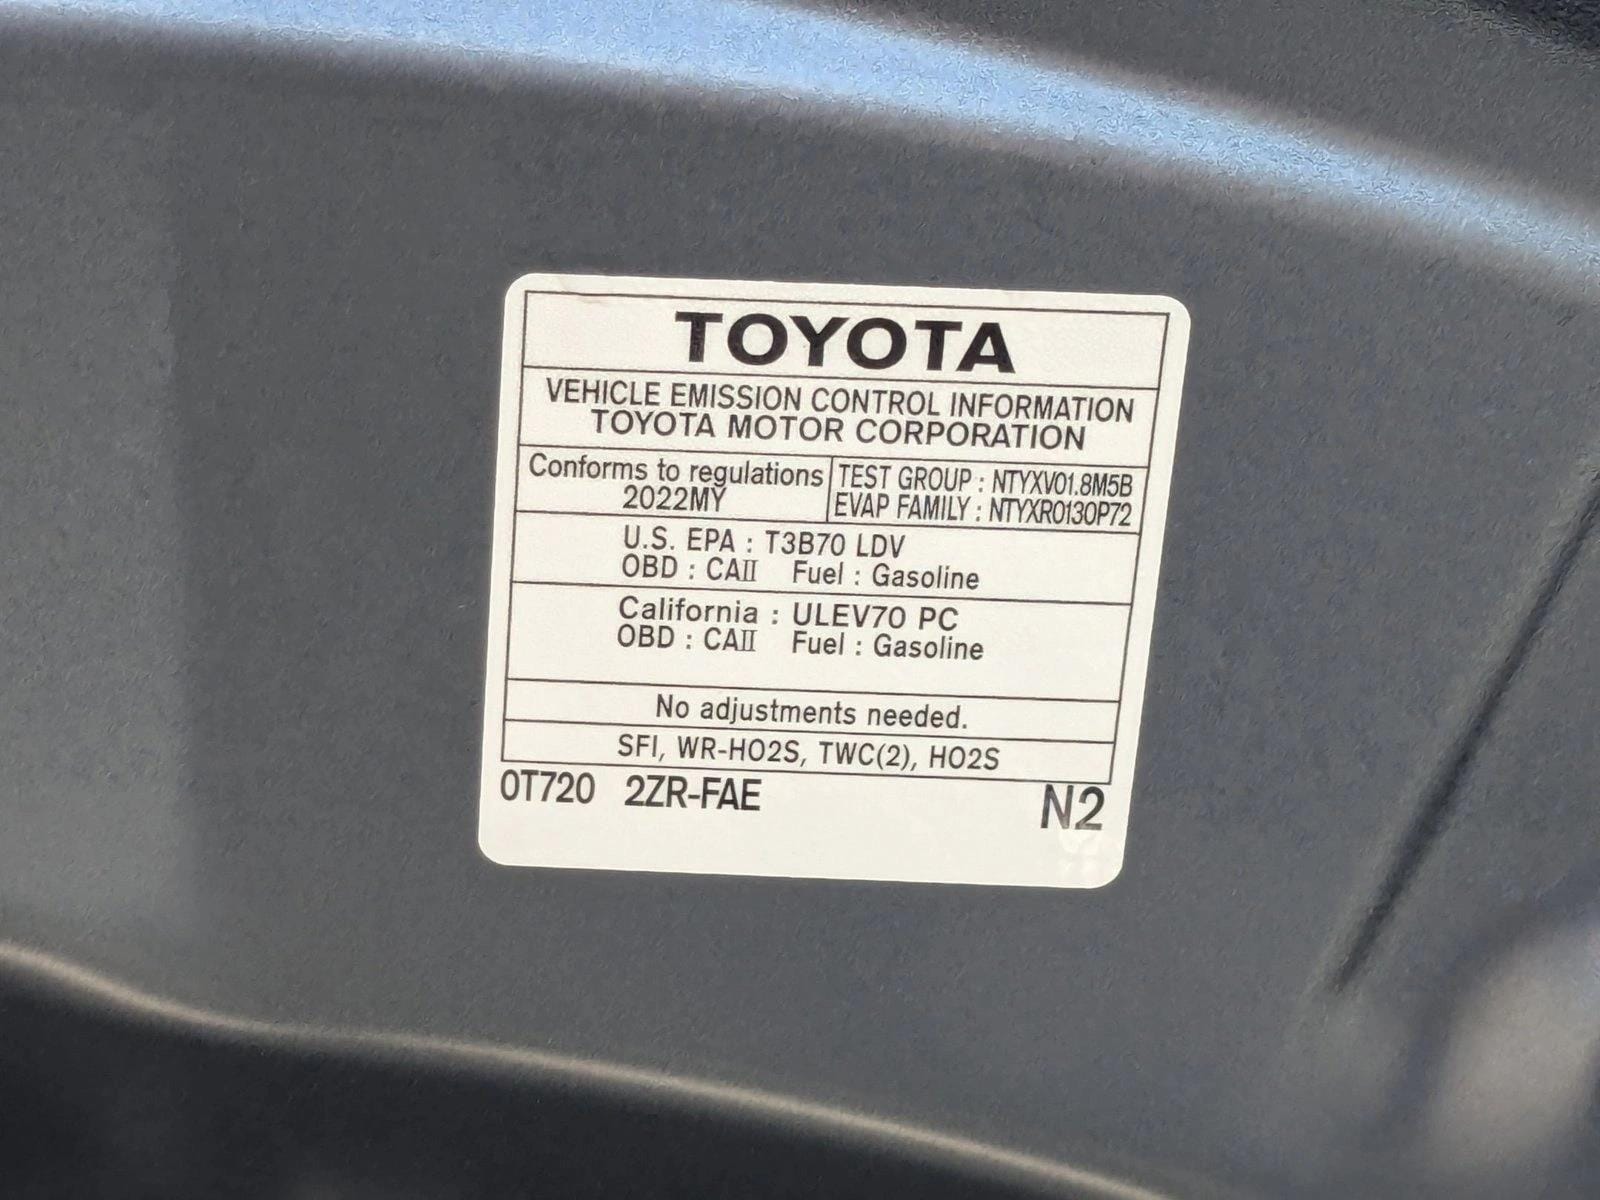 TOYOTA
VEHICLE EMISSION CONTROL INFORMATION
TOYOTA MOTOR CORPORATION
Conforms to regulations
2022MY
TEST GROUP : NTYXV01.8M5B
EVAP FAMILY : NTYXR0130P72
U.S. EPA : T3B70 LDV
OBD : CAII Fuel : Gasoline
California : ULEV70 PC
OBD : CAII Fuel : Gasoline
No adjustments needed.
SFI, WR-HO2S, TWC(2), HO2S
0T720 2ZR-FAE N2